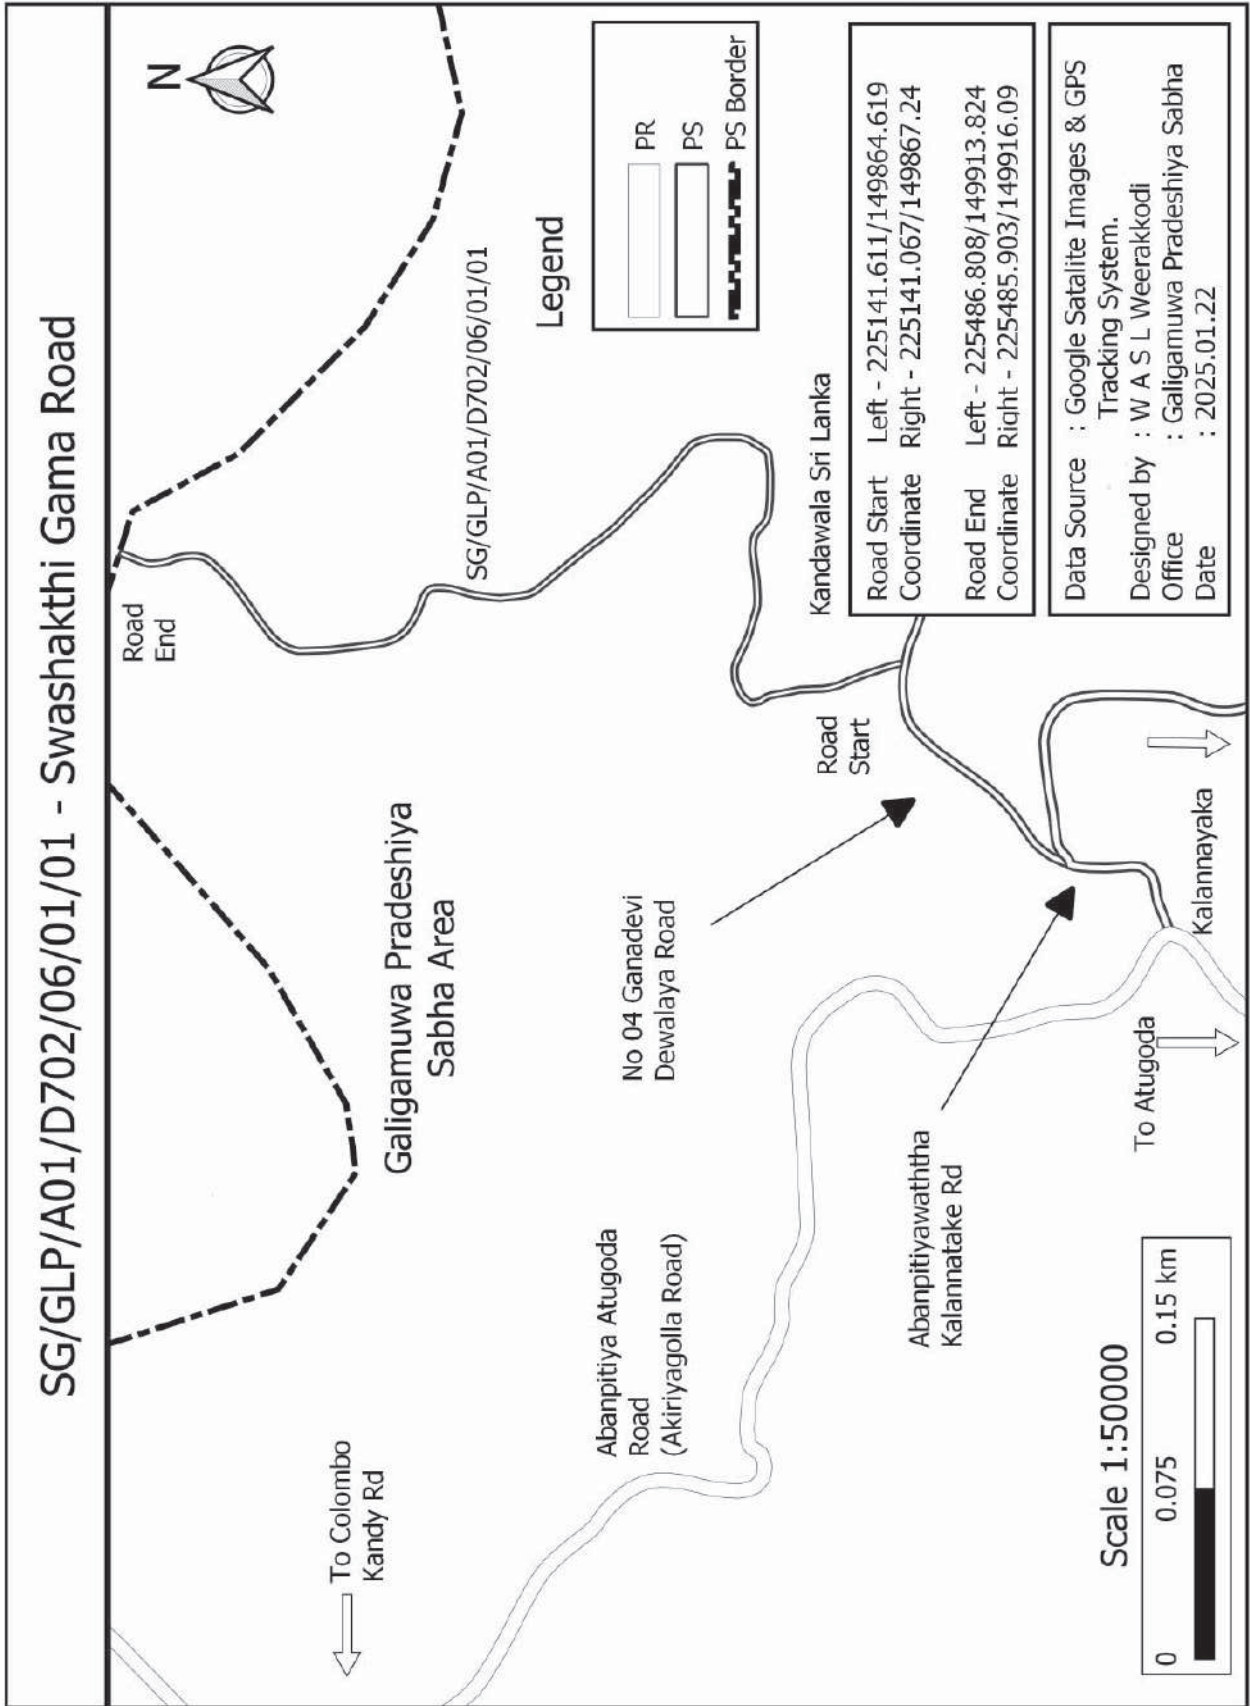 SG/GLP/A01/D702/06/01/01 - Swashakthi Gama Road
N
Road
End
To Colombo
Kandy Rd
Galigamuwa Pradeshiya
Sabha Area
SG/GLP/A01/D702/06/01/01
Legend
PR
PS
PS Border
Abanpitiya Atugoda
Road
(Akiriyagolla Road)
No 04 Ganadevi
Dewalaya Road
Road
Start
Kandawala Sri Lanka
Road Start Left - 225141.611/149864.619
Coordinate Right - 225141.067/149867.24
Road End Left - 225486.808/149913.824
Coordinate Right - 225485.903/149916.09
Abanpitiyawaththa
Kalannatake Rd
Data Source : Google Satalite Images & GPS
Tracking System.
Designed by : W A S L Weerakkodi
Office : Galigamuwa Pradeshiya Sabha
Date : 2025.01.22
To Atugoda
Kalannayaka
Scale 1:50000
0 0.075 0.15 km